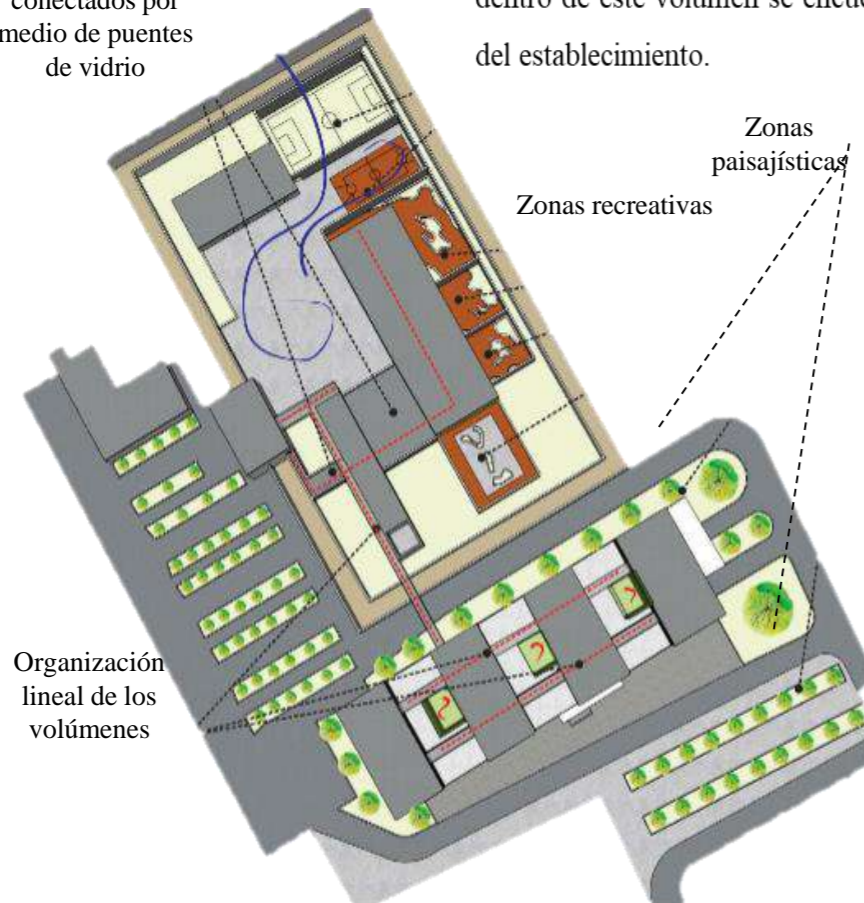 conectados por
medio de puentes
de vidrio
dentro de este volumen se
del establecimiento.
Zonas
paisajísticas
Zonas recreativas
Organización
lineal de los
volúmenes